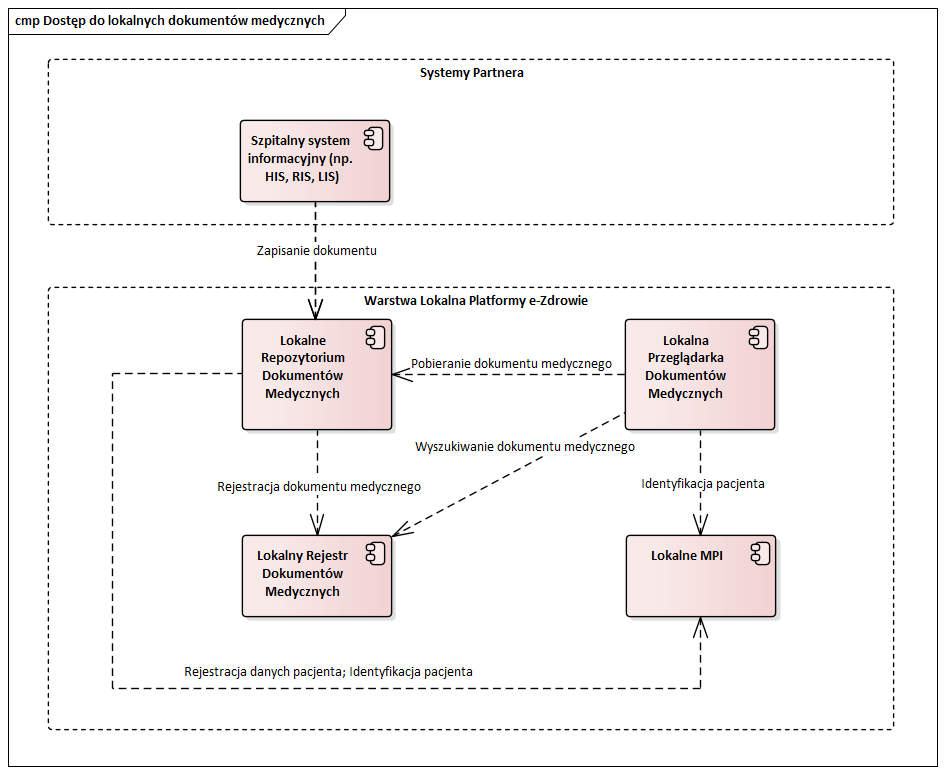 cmp Dostęp do lokalnych dokumentów medycznych
Systemy Partnera
Szpitalny system
informacyjny (np.
HIS, RIS, LIS)
Zapisanie dokumentu
Warstwa Lokalna Platformy e-Zdrowie
Lokalne
Repozytorium
Dokumentów
Medycznych
Lokalna
Przeglądarka
Dokumentów
Medycznych
Pobieranie dokumentu medycznego
Wyszukiwanie dokumentu medycznego
Rejestracja dokumentu medycznego
Identyfikacja pacjenta
Lokalny Rejestr
Dokumentów
Medycznych
Lokalne MPI
Rejestracja danych pacjenta; Identyfikacja pacjenta